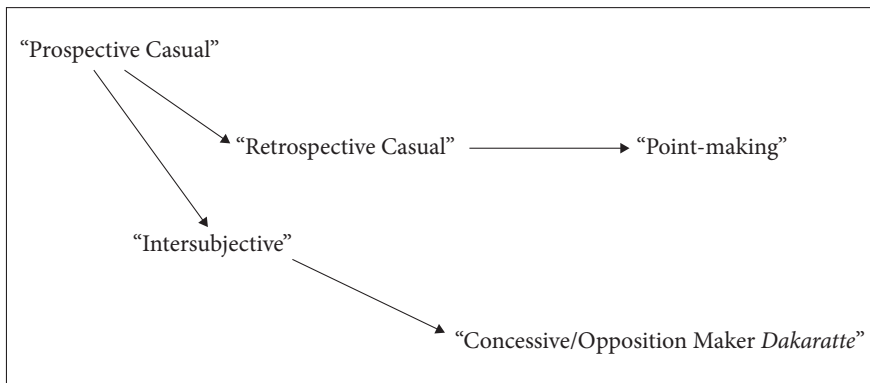 “Prospective Casual”
“Retrospective Casual”
“Point-making”
“Intersubjective”
“Concessive/Opposition Maker Dakaratte”